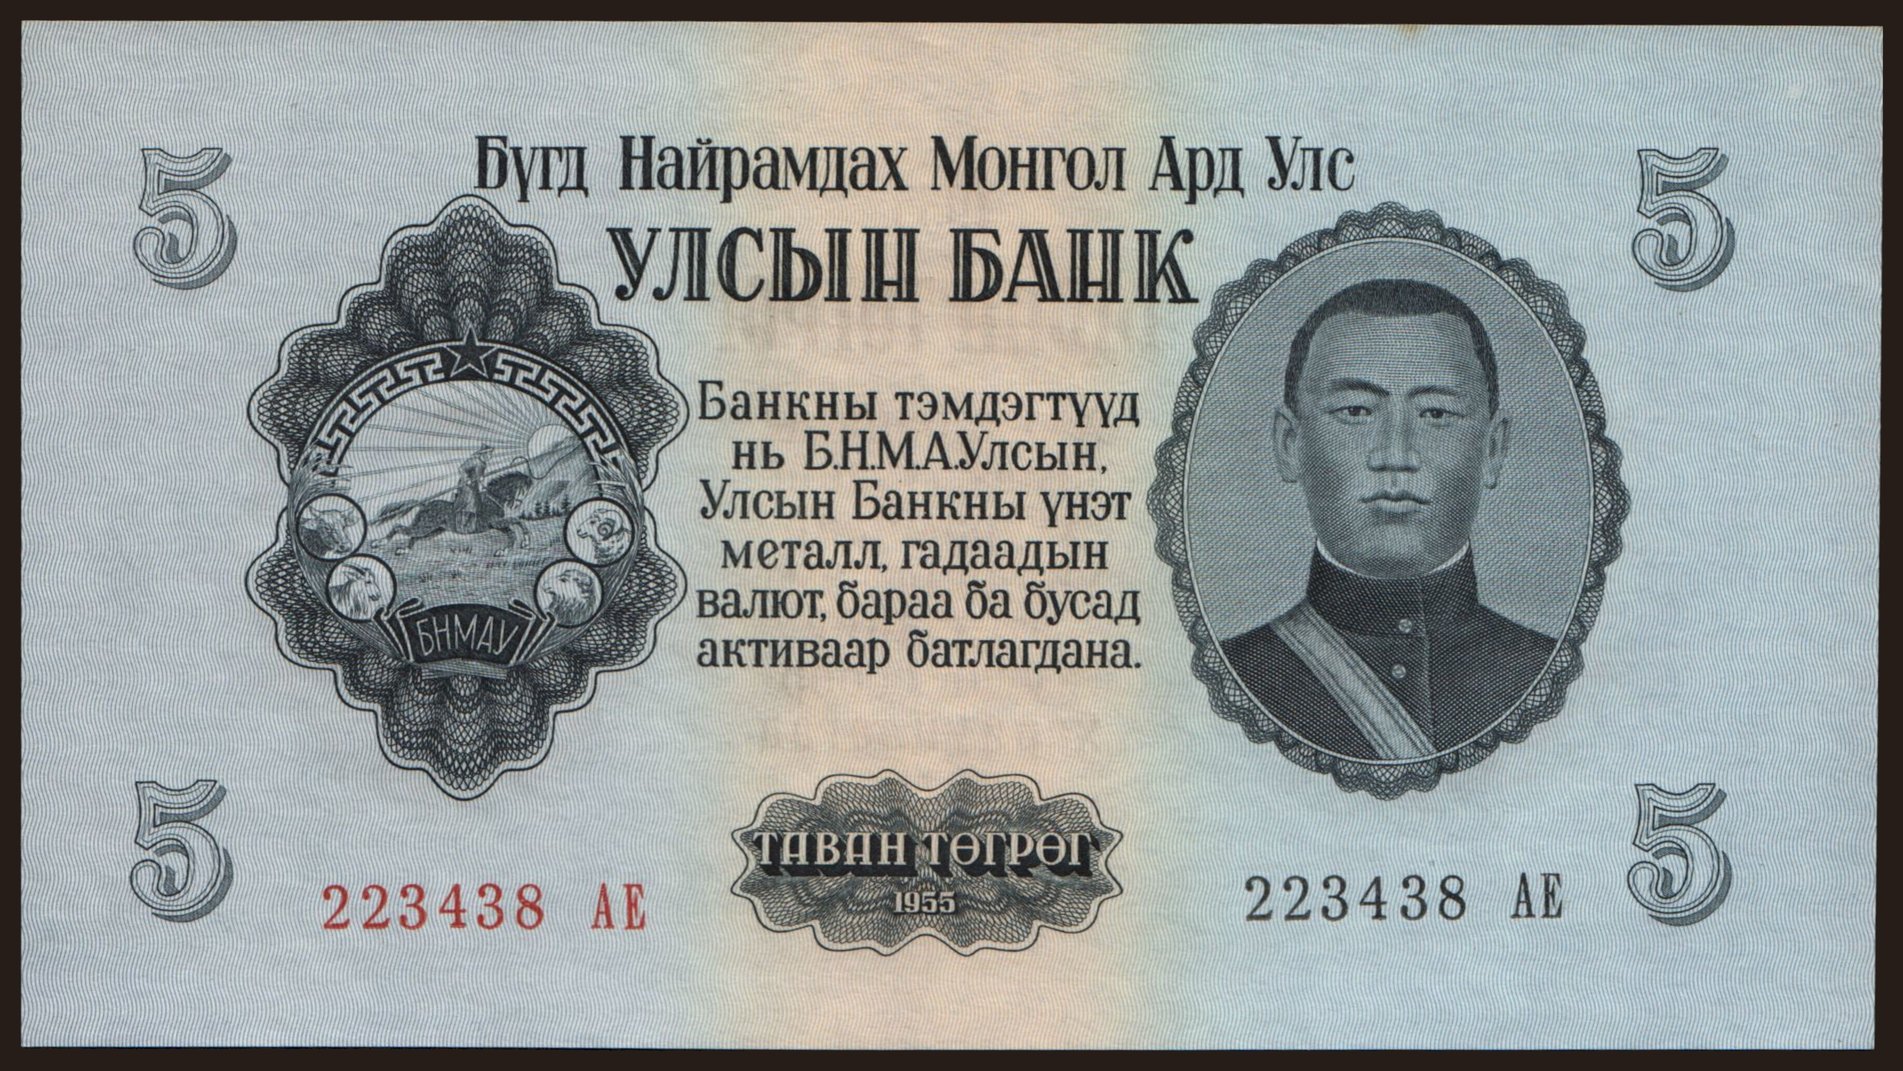 5
5
Бүгд Найрамдах Монгол Ард Улс
УЛСЫН БАНК
Банкны тэмдэгтүүд
нь Б.Н.М.А.Улсын,
Улсын Банкны үнэт
металл, гадаадын
валют, бараа ба бусад
активаар батлагдана.
БНМАУ
5
5
ТАВАН ТӨГРӨГ
1955
223438 АЕ
223438 АЕ